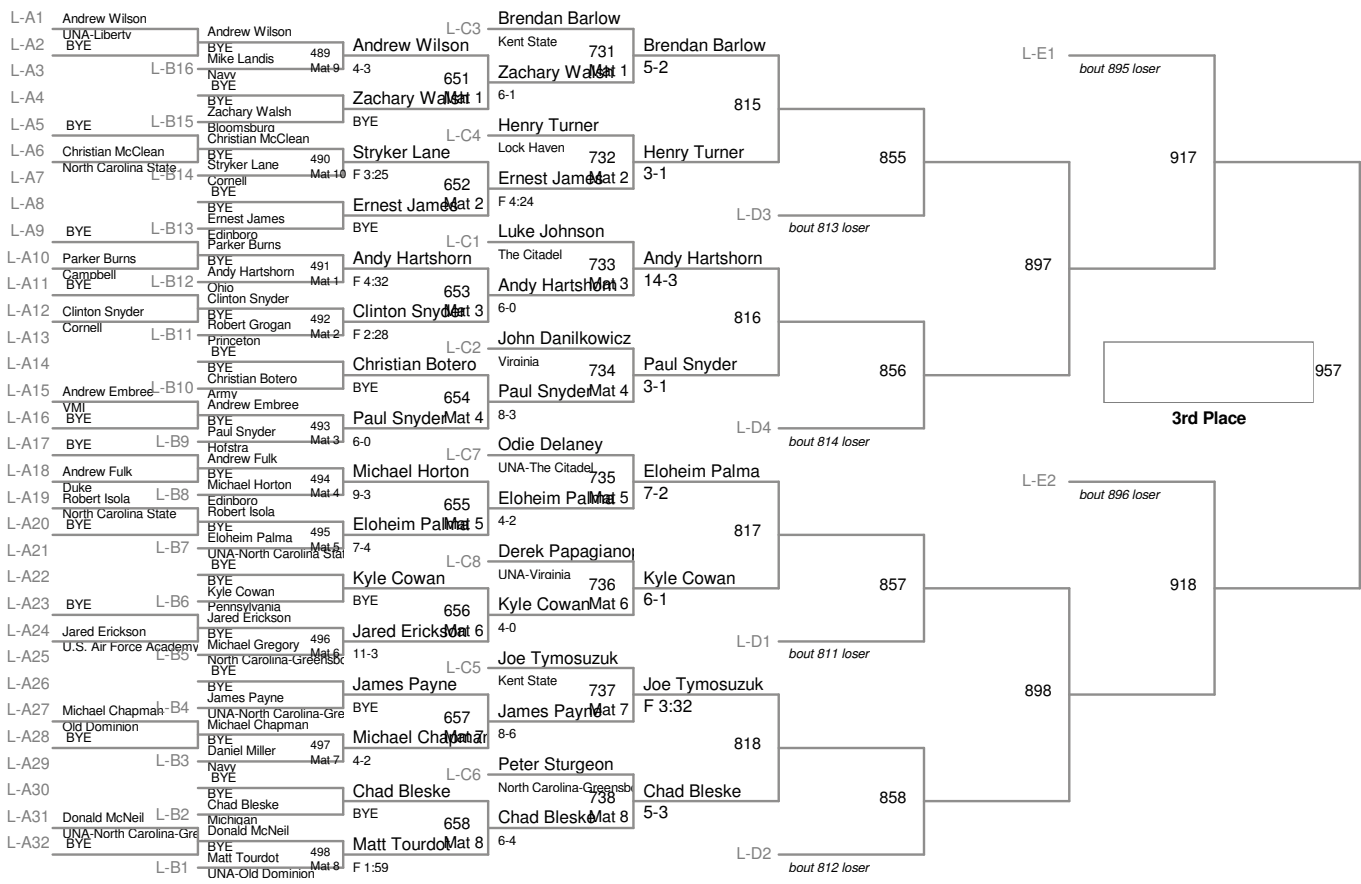 L-A1
Andrew Wilson
UNA-Liberty
L-A2
BYE
L-A3
L-A4
L-A5
BYE
L-A6
Christian McClean
North Carolina State
L-A7
L-A8
L-A9
BYE
L-A10
Parker Burns
Campbell
L-A11
BYE
L-A12
Clinton Snyder
Cornell
L-A13
L-A14
L-A15
Andrew Embree
VMI
L-A16
BYE
L-A17
BYE
L-A18
Andrew Fulk
Duke
L-A19
Robert Isola
North Carolina State
L-A20
BYE
L-A21
L-A22
L-A23
BYE
L-A24
Jared Erickson
U.S. Air Force Academy
L-A25
L-A26
L-A27
Michael Chapman
Old Dominion
L-A28
BYE
L-A29
L-A30
L-A31
Donald McNeil
UNA-North Carolina-Gre
L-A32
BYE
Andrew Wilson
BYE
489
Mike Landis
L-B16
Mat 9
Navy
BYE
BYE
Zachary Walsh
L-B15
Bloomsburg
Christian McClean
BYE
490
Stryker Lane
L-B14
Mat 10
Cornell
BYE
BYE
Ernest James
L-B13
Edinboro
Parker Burns
BYE
491
Andy Hartshorn
L-B12
Mat 1
Ohio
Clinton Snyder
BYE
492
Robert Grogan
L-B11
Mat 2
Princeton
BYE
BYE
Christian Botero
L-B10
Army
Andrew Embree
BYE
493
Paul Snyder
L-B9
Mat 3
Hofstra
Andrew Fulk
BYE
494
Michael Horton
L-B8
Mat 4
Edinboro
Robert Isola
BYE
495
Eloheim Palma
L-B7
Mat 5
UNA-North Carolina Stat
BYE
BYE
Kyle Cowan
L-B6
Pennsylvania
Jared Erickson
BYE
496
Michael Gregory
L-B5
Mat 6
North Carolina-Greensbo
BYE
BYE
James Payne
L-B4
UNA-North Carolina-Gre
Michael Chapman
BYE
497
Daniel Miller
L-B3
Mat 7
Navy
BYE
BYE
Chad Bleske
L-B2
Michigan
Donald McNeil
BYE
498
Matt Tourdot
L-B1
Mat 8
UNA-Old Dominion
Andrew Wilson
4-3
651
Mat 1
Zachary Walsh
BYE
Stryker Lane
F 3:25
652
Mat 2
Ernest James
BYE
Andy Hartshorn
F 4:32
653
Mat 3
Clinton Snyder
F 2:28
Christian Botero
BYE
654
Mat 4
Paul Snyder
6-0
Michael Horton
9-3
655
Mat 5
Eloheim Palma
7-4
Kyle Cowan
BYE
656
Mat 6
Jared Erickson
11-3
James Payne
BYE
657
Mat 7
Michael Chapman
4-2
Chad Bleske
BYE
658
Mat 8
Matt Tourdot
F 1:59
Brendan Barlow
L-C3
Kent State
731
Mat 1
Zachary Walsh
6-1
Henry Turner
L-C4
Lock Haven
732
Mat 2
Ernest James
F 4:24
Luke Johnson
L-C1
The Citadel
733
Mat 3
Andy Hartshorn
6-0
John Danilkowicz
L-C2
Virginia
734
Mat 4
Paul Snyder
8-3
Odie Delaney
L-C7
UNA-The Citadel
735
Mat 5
Eloheim Palma
4-2
Derek Papagianop
L-C8
UNA-Virginia
736
Mat 6
Kyle Cowan
4-0
Joe Tymosuzuk
L-C5
Kent State
737
Mat 7
James Payne
8-6
Peter Sturgeon
L-C6
North Carolina-Greensbo
738
Mat 8
Chad Bleske
6-4
Brendan Barlow
5-2
815
Henry Turner
3-1
L-D3
bout 813 loser
Andy Hartshorn
14-3
816
Paul Snyder
3-1
L-D4
bout 814 loser
Eloheim Palma
7-2
817
Kyle Cowan
6-1
L-D1
bout 811 loser
Joe Tymosuzuk
F 3:32
818
Chad Bleske
5-3
L-D2
bout 812 loser
855
856
857
858
L-E1
bout 895 loser
897
L-E2
bout 896 loser
898
917
918
957
3rd Place